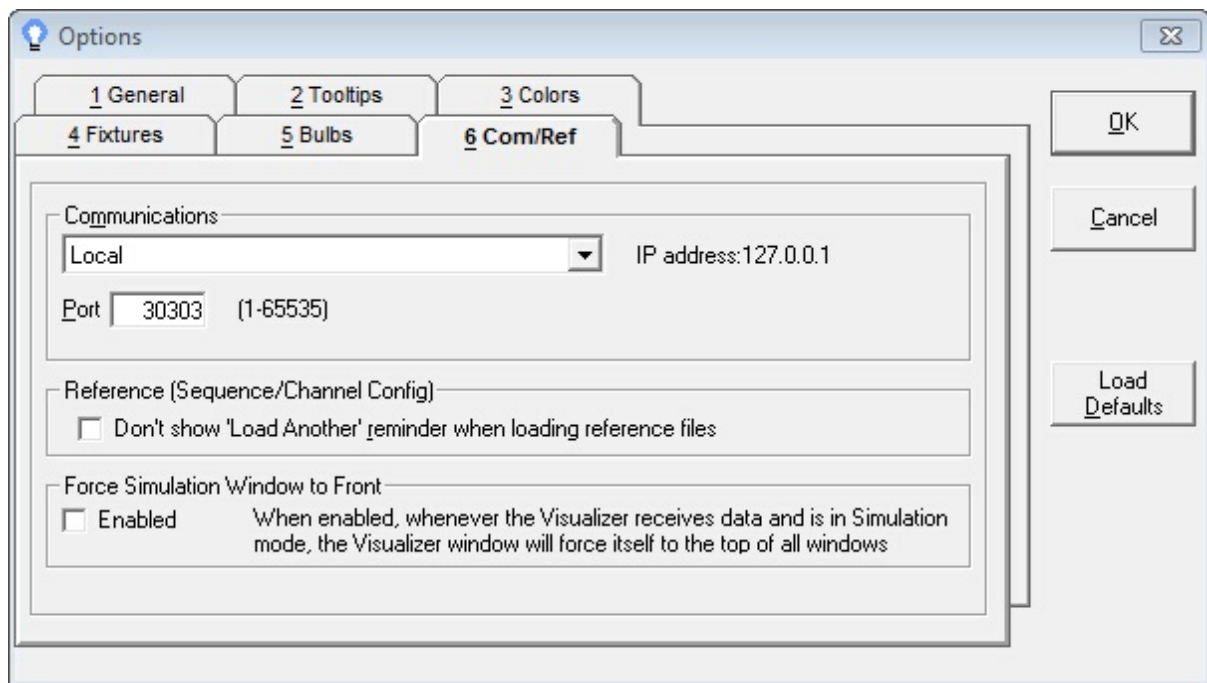 Options
1 General
2 Tooltips
3 Colors
4 Fixtures
5 Bulbs
6 Com/Ref
OK
Cancel
Load
Defaults
Communications
Local
IP address:127.0.0.1
Port 30303 (1-65535)
Reference (Sequence/Channel Config)
Don't show 'Load Another' reminder when loading reference files
Force Simulation Window to Front
Enabled
When enabled, whenever the Visualizer receives data and is in Simulation
mode, the Visualizer window will force itself to the top of all windows